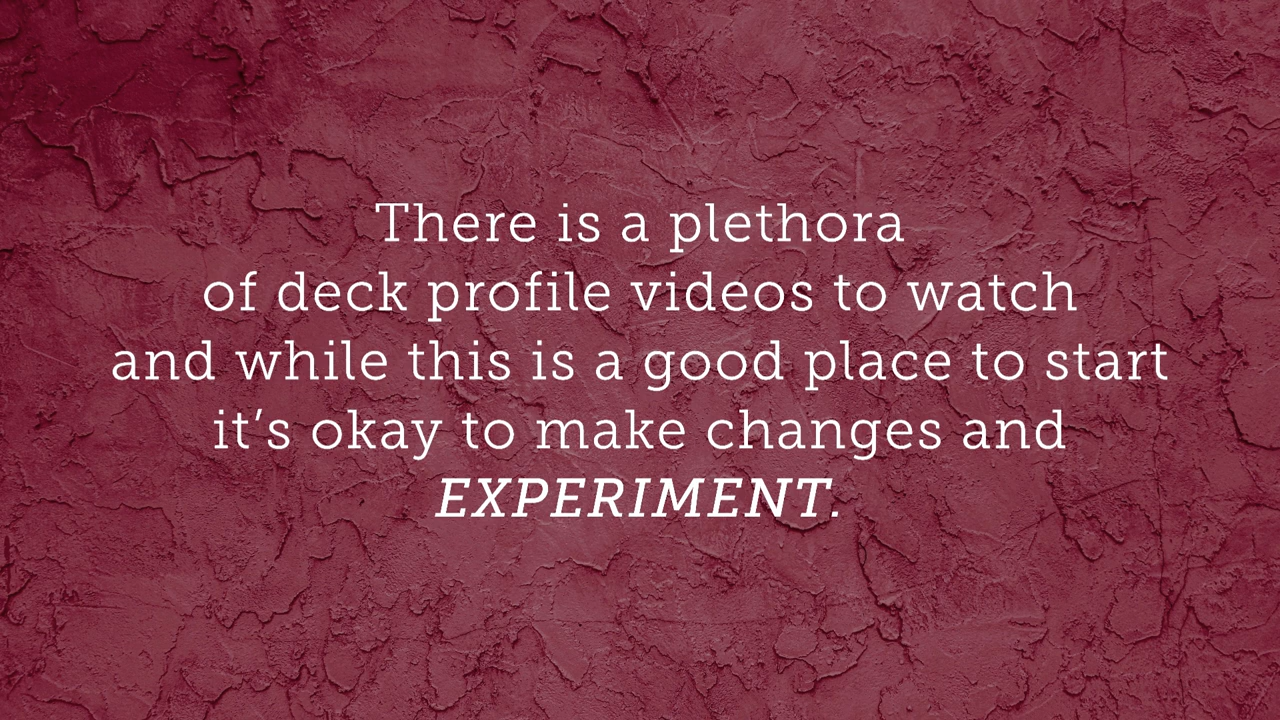 There is a plethora
of deck profile videos to watch
and while this is a good place to start
it’s okay to make changes and
EXPERIMENT.